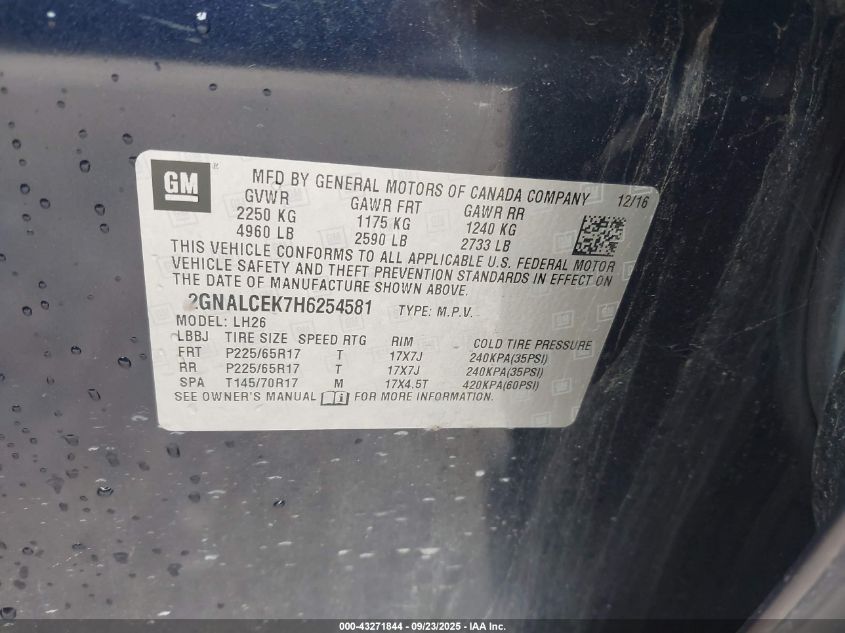 GM ®
MFD BY GENERAL MOTORS OF CANADA COMPANY 12/16
GVWR GAWR FRT GAWR RR
2250 KG 1175 KG 1240 KG
4960 LB 2590 LB 2733 LB
THIS VEHICLE CONFORMS TO ALL APPLICABLE U.S. FEDERAL MOTOR
VEHICLE SAFETY AND THEFT PREVENTION STANDARDS IN EFFECT ON
THE DATE OF MANUFACTURE SHOWN ABOVE.
2GNALCEK7H6254581 TYPE: M.P.V.
MODEL: LH26
LBBJ TIRE SIZE SPEED RTG RIM COLD TIRE PRESSURE
FRT P225/65R17 T 17X7J 240KPA(35PSI)
RR P225/65R17 T 17X7J 240KPA(35PSI)
SPA T145/70R17 M 17X4.5T 420KPA(60PSI)
SEE OWNER'S MANUAL FOR MORE INFORMATION.
000-43271844 - 09/23/2025 - IAA Inc.